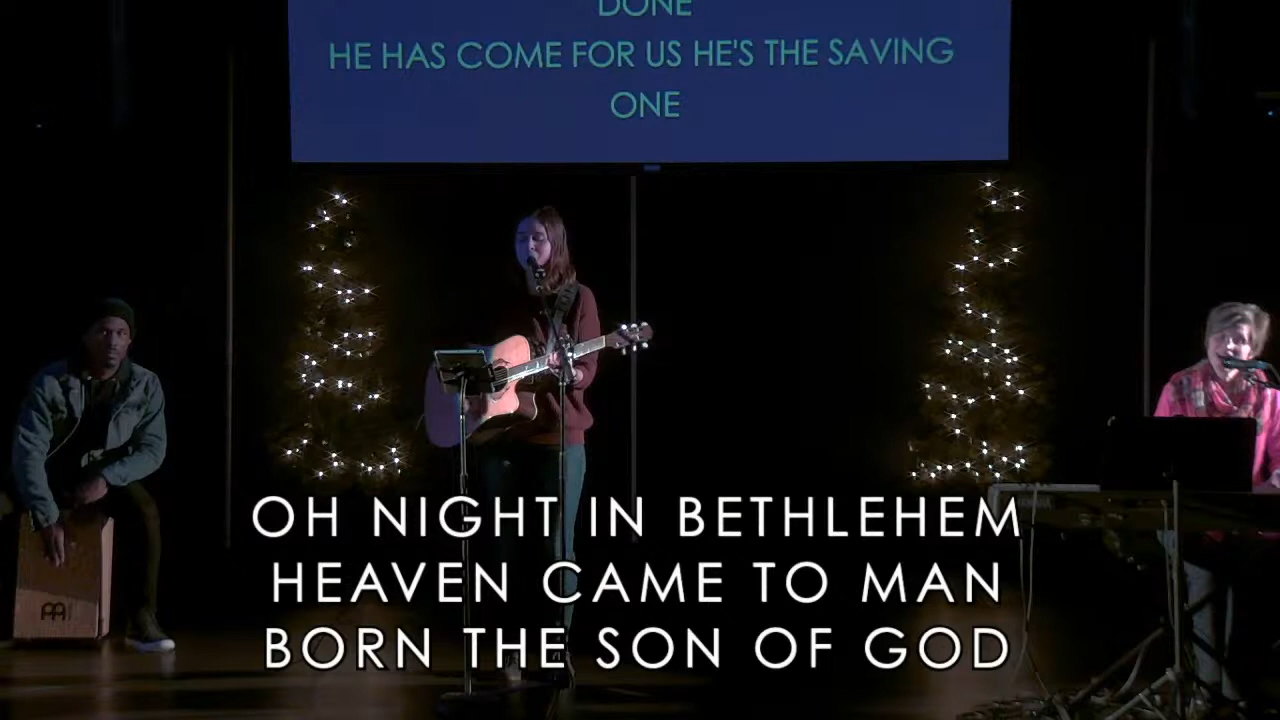 DONE
HE HAS COME FOR US HE'S THE SAVING
ONE
OH NIGHT IN BETHLEHEM
HEAVEN CAME TO MAN
BORN THE SON OF GOD
MEINL